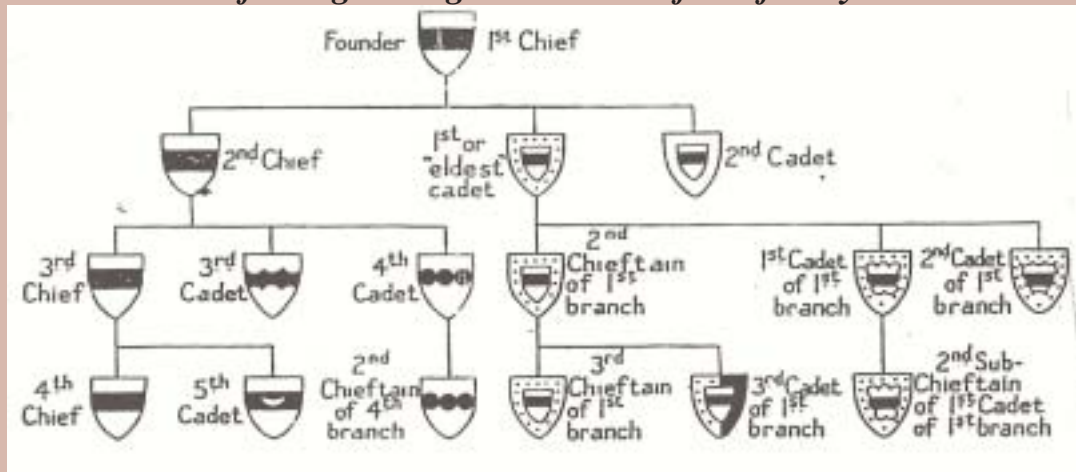 Founder
1st Chief
2nd Chief
1st or
"eldest"
cadet
2nd Cadet
3rd
Chief
3rd
Cadet
4th
Cadet
2nd
Chieftain
of 1st
branch
1st Cadet
of 1st
branch
2nd Cadet
of 1st
branch
4th
Chief
5th
Cadet
2nd
Chieftain
of 4th
branch
3rd
Chieftain
of 1st
branch
3rd Cadet
of 1st
branch
2nd Sub-
Chieftain
of 1st Cadet
of 1st branch